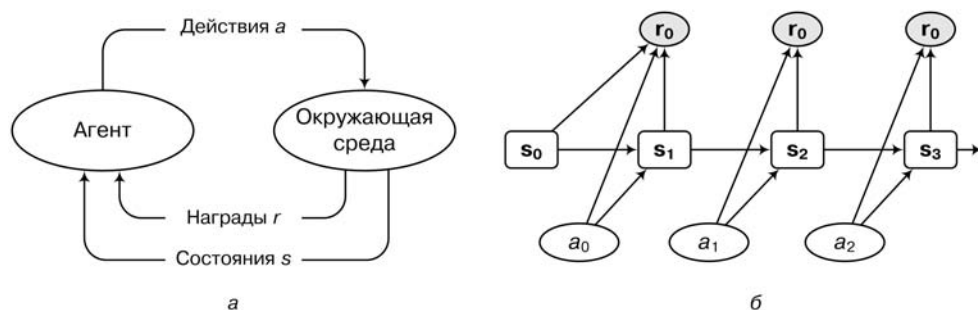 Действия a
Агент
Окружающая
среда
Награды r
Состояния s
а
r₀ r₀ r₀
s₀ s₁ s₂ s₃
a₀ a₁ a₂
б